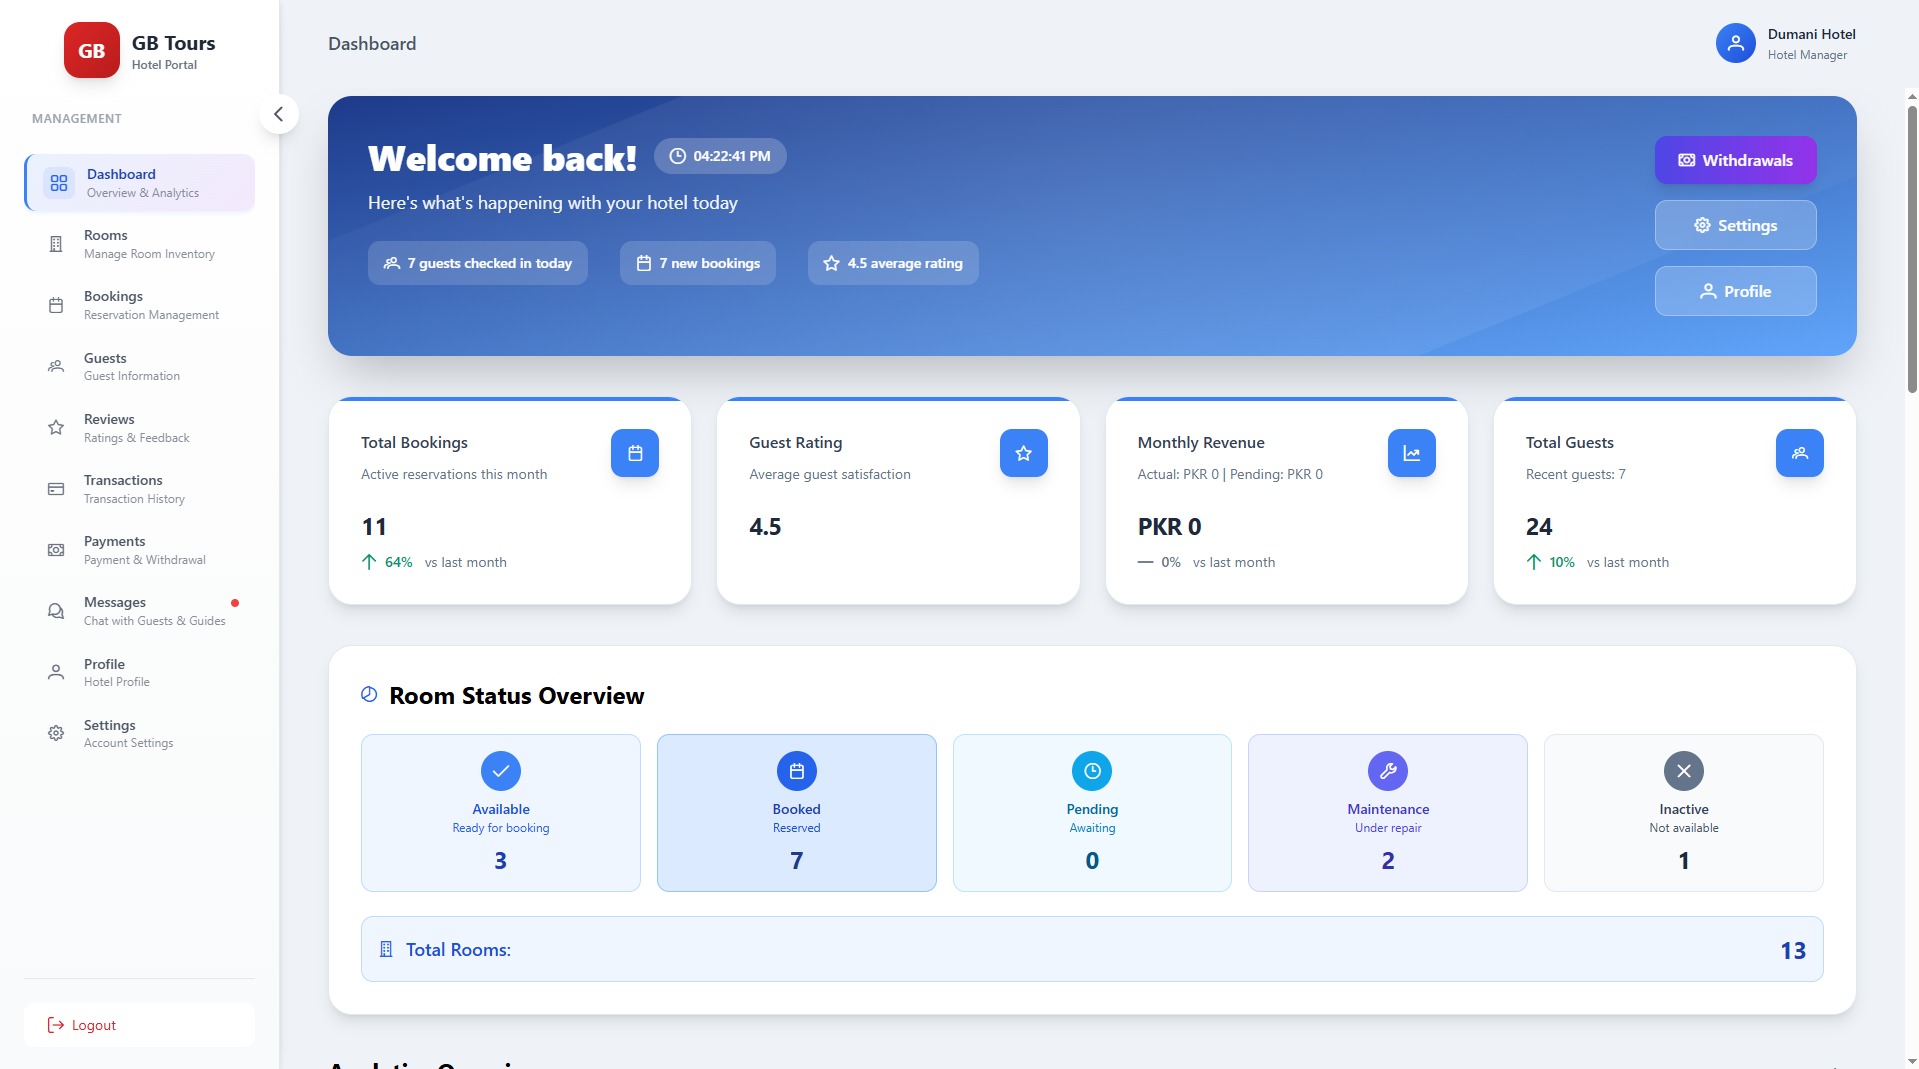 GB
GB Tours
Hotel Portal
MANAGEMENT
Dashboard
Overview & Analytics
Rooms
Manage Room Inventory
Bookings
Reservation Management
Guests
Guest Information
Reviews
Ratings & Feedback
Transactions
Transaction History
Payments
Payment & Withdrawal
Messages
Chat with Guests & Guides
Profile
Hotel Profile
Settings
Account Settings
Logout
Dashboard
Dumani Hotel
Hotel Manager
Welcome back!
04:22:41 PM
Here's what's happening with your hotel today
7 guests checked in today
7 new bookings
4.5 average rating
Withdrawals
Settings
Profile
Total Bookings
Active reservations this month
11
64% vs last month
Guest Rating
Average guest satisfaction
4.5
Monthly Revenue
Actual: PKR 0 | Pending: PKR 0
PKR 0
0% vs last month
Total Guests
Recent guests: 7
24
10% vs last month
Room Status Overview
Available
Ready for booking
3
Booked
Reserved
7
Pending
Awaiting
0
Maintenance
Under repair
2
Inactive
Not available
1
Total Rooms:
13